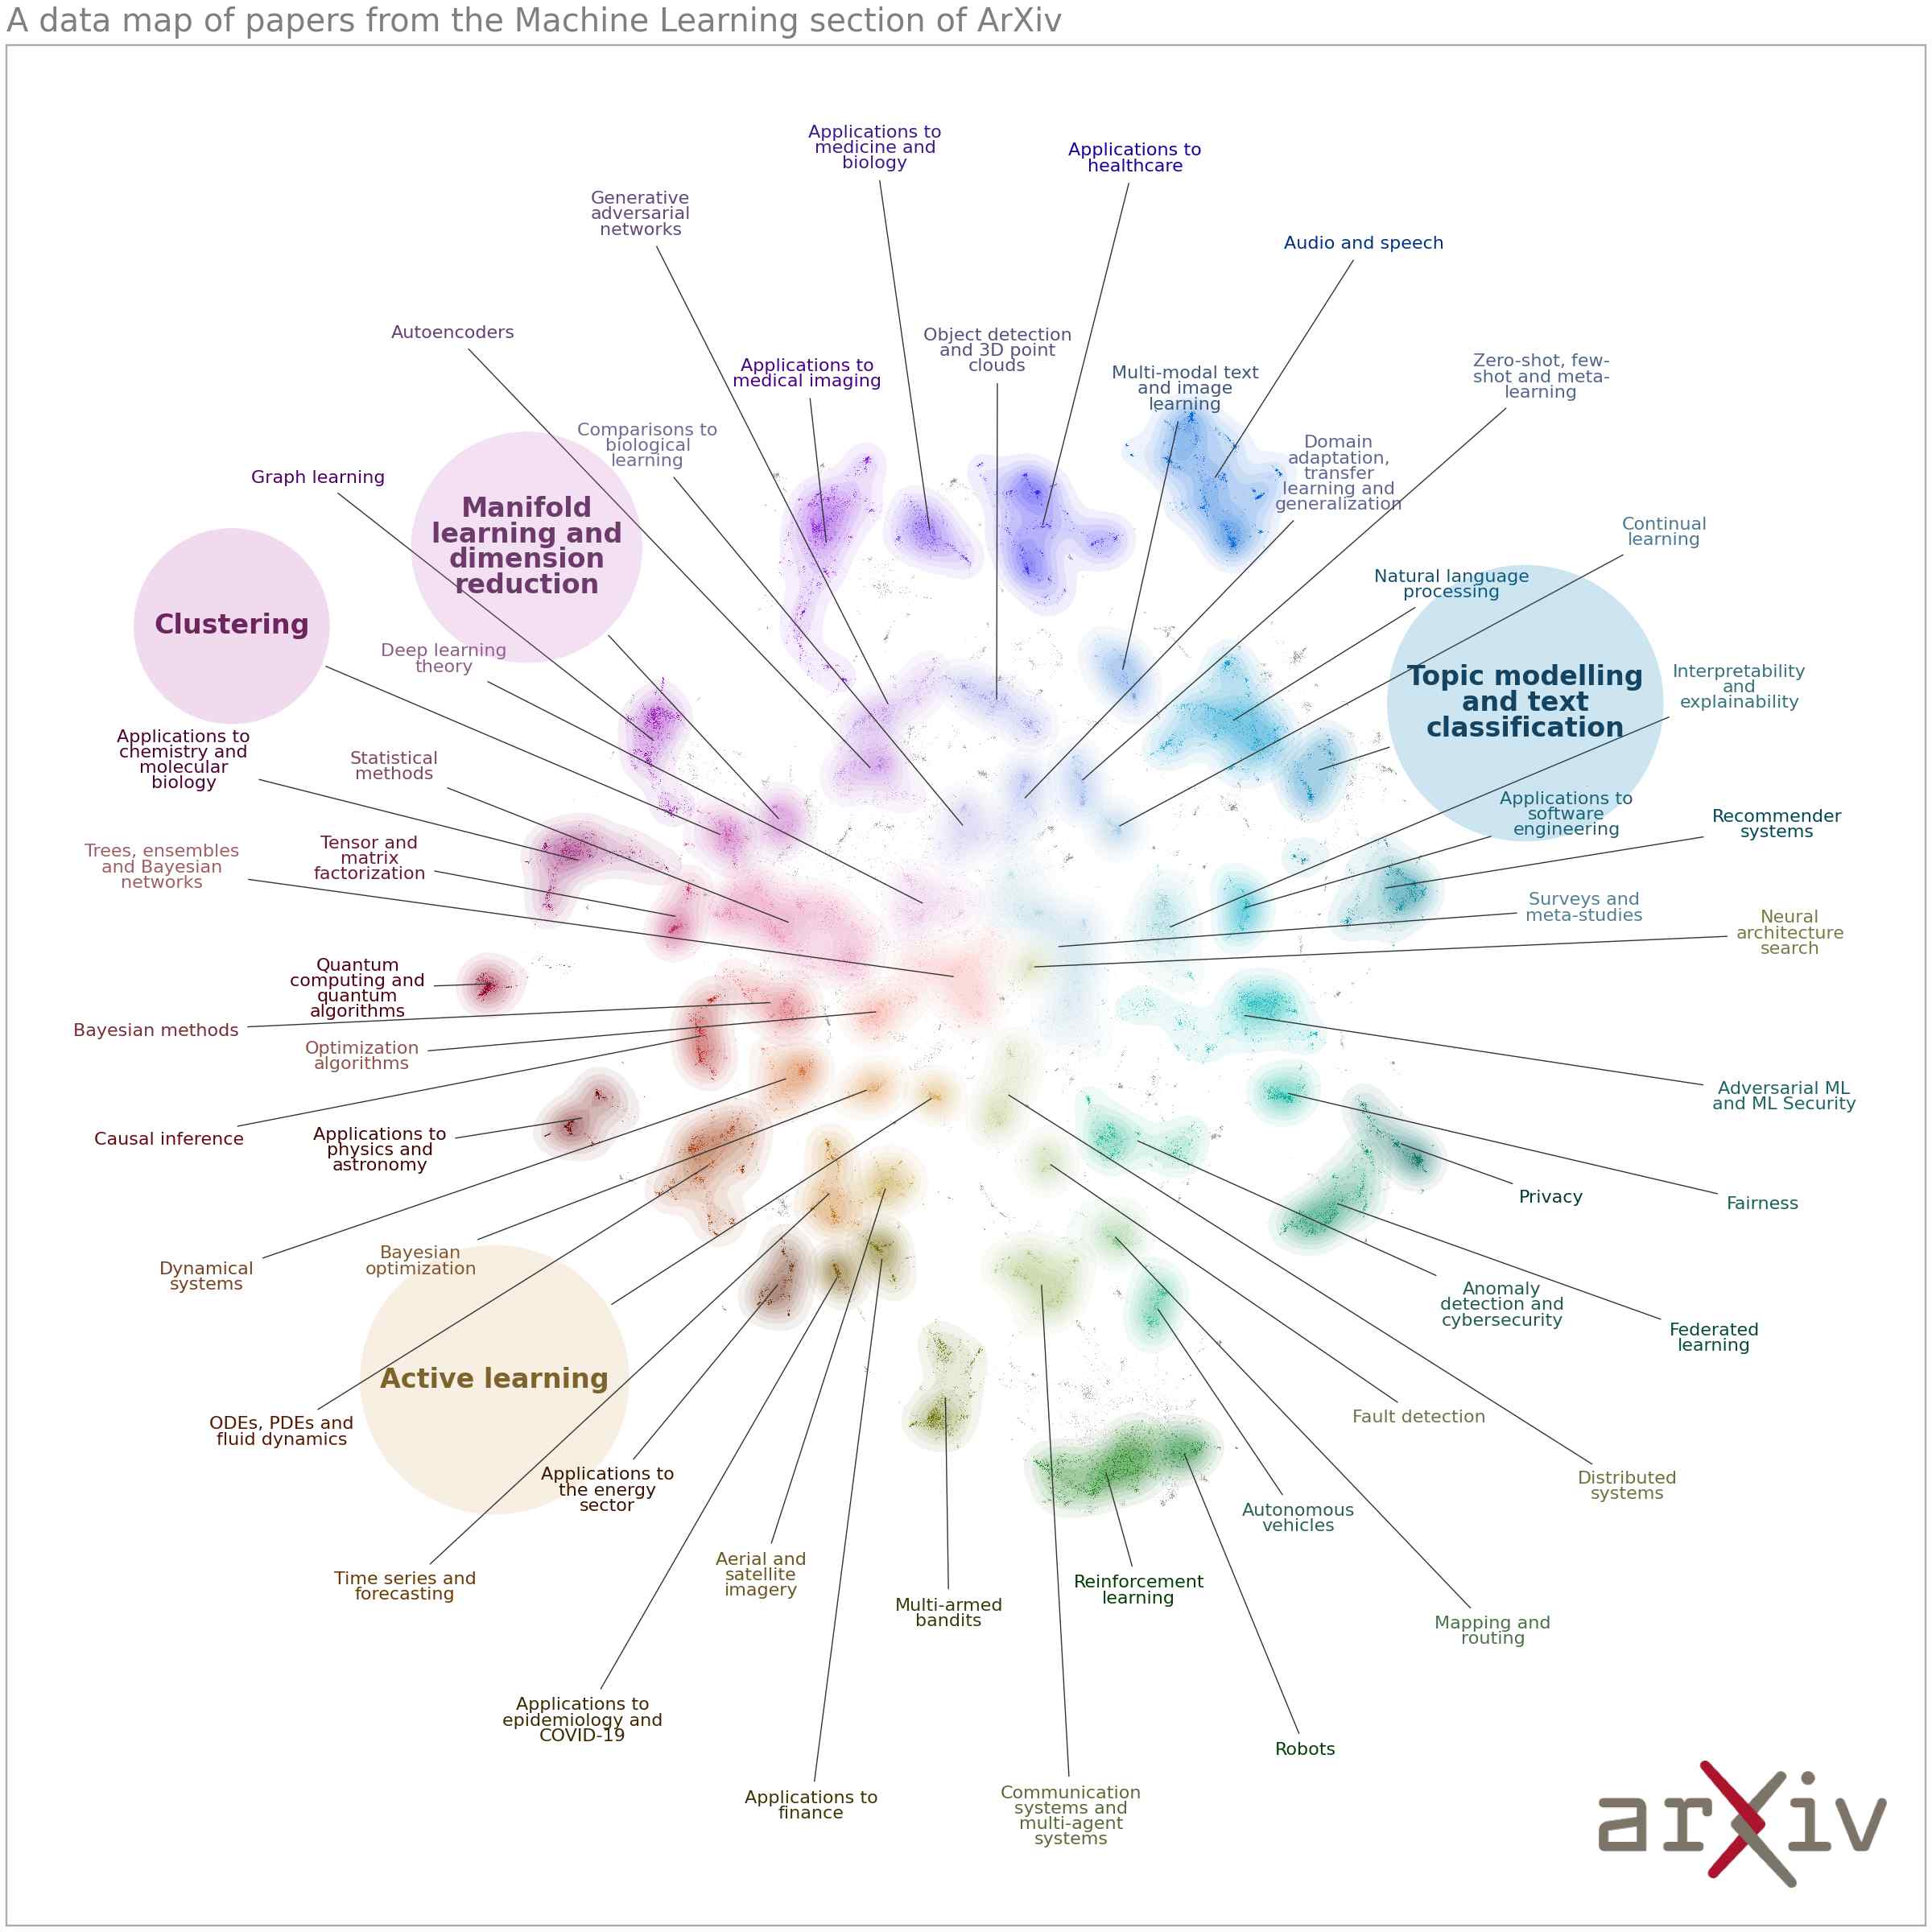 A data map of papers from the Machine Learning section of ArXiv
Applications to
medicine and
biology
Applications to
healthcare
Generative
adversarial
networks
Audio and speech
Autoencoders
Object detection
and 3D point
clouds
Applications to
medical imaging
Multi-modal text
and image
learning
Zero-shot, few-
shot and meta-
learning
Comparisons to
biological
learning
Domain
adaptation,
transfer
learning and
generalization
Graph learning
Manifold
learning and
dimension
reduction
Continual
learning
Natural language
processing
Clustering
Deep learning
theory
Topic modelling
and text
classification
Interpretability
and
explainability
Applications to
chemistry and
molecular
biology
Statistical
methods
Applications to
software
engineering
Recommender
systems
Trees, ensembles
and Bayesian
networks
Tensor and
matrix
factorization
Surveys and
meta-studies
Neural
architecture
search
Quantum
computing and
quantum
algorithms
Bayesian methods
Optimization
algorithms
Adversarial ML
and ML Security
Causal inference
Applications to
physics and
astronomy
Privacy
Fairness
Dynamical
systems
Bayesian
optimization
Anomaly
detection and
cybersecurity
Federated
learning
Active learning
ODEs, PDEs and
fluid dynamics
Fault detection
Applications to
the energy
sector
Distributed
systems
Autonomous
vehicles
Time series and
forecasting
Aerial and
satellite
imagery
Multi-armed
bandits
Reinforcement
learning
Mapping and
routing
Applications to
epidemiology and
COVID-19
Robots
Applications to
finance
Communication
systems and
multi-agent
systems
arXiv